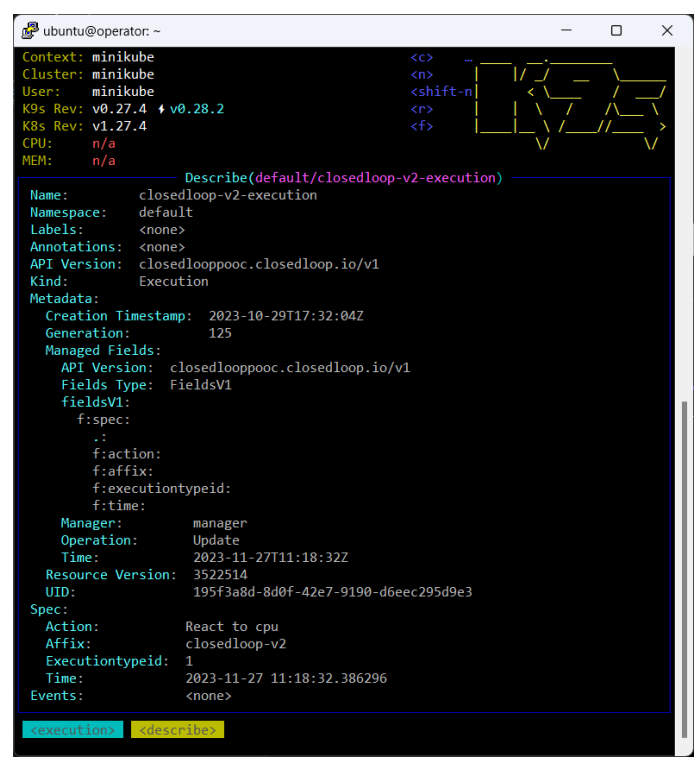 ubuntu@operator: ~
Context: minikube <c> …
Cluster: minikube <n>
User: minikube <shift-n
K9s Rev: v0.27.4 ⚡v0.28.2 <r>
K8s Rev: v1.27.4 <f>
CPU: n/a
MEM: n/a
Describe(default/closedloop-v2-execution)
Name: closedloop-v2-execution
Namespace: default
Labels: <none>
Annotations: <none>
API Version: closedlooppooc.closedloop.io/v1
Kind: Execution
Metadata:
Creation Timestamp: 2023-10-29T17:32:04Z
Generation: 125
Managed Fields:
API Version: closedlooppooc.closedloop.io/v1
Fields Type: FieldsV1
fieldsV1:
f:spec:
.:
f:action:
f:affix:
f:executiontypeid:
f:time:
Manager: manager
Operation: Update
Time: 2023-11-27T11:18:32Z
Resource Version: 3522514
UID: 195f3a8d-8d0f-42e7-9190-d6eec295d9e3
Spec:
Action: React to cpu
Affix: closedloop-v2
Executiontypeid: 1
Time: 2023-11-27 11:18:32.386296
Events: <none>
<execution> <describe>